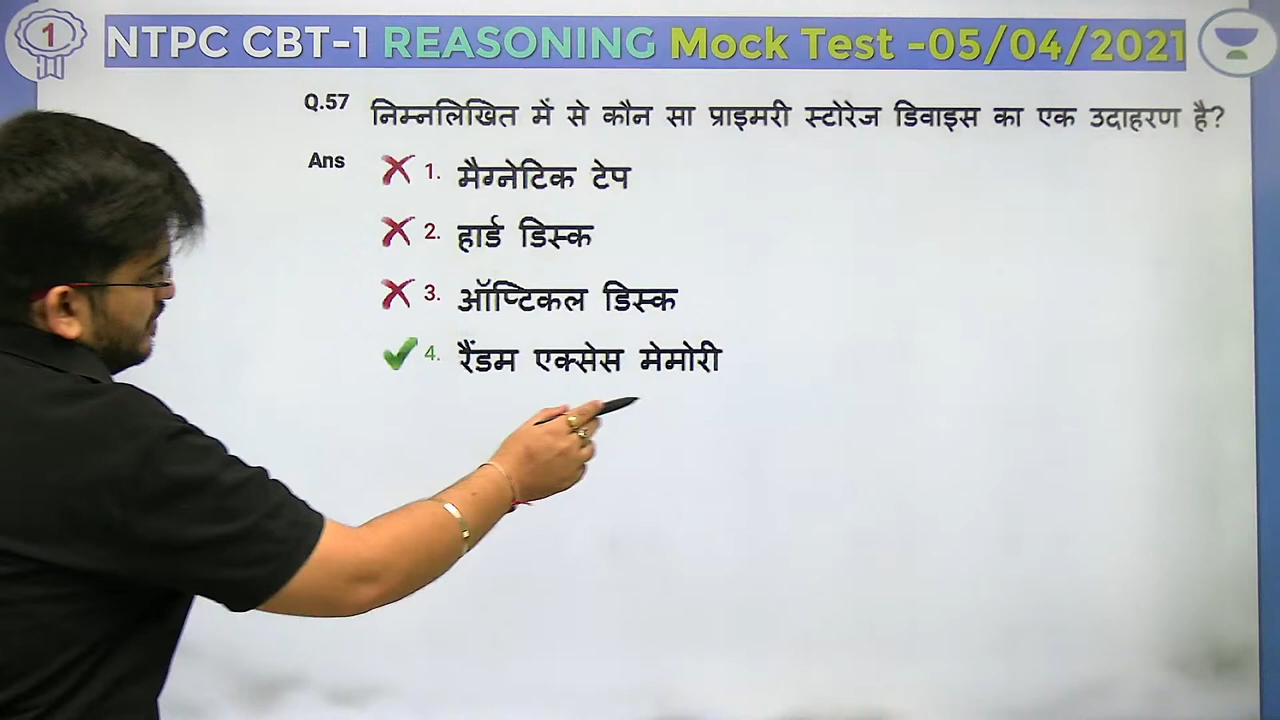 1
NTPC CBT-1 REASONING Mock Test -05/04/2021
Q.57 निम्नलिखित में से कौन सा प्राइमरी स्टोरेज डिवाइस का एक उदाहरण है?
Ans 1. मैग्नेटिक टेप
2. हार्ड डिस्क
3. ऑप्टिकल डिस्क
4. रैंडम एक्सेस मेमोरी